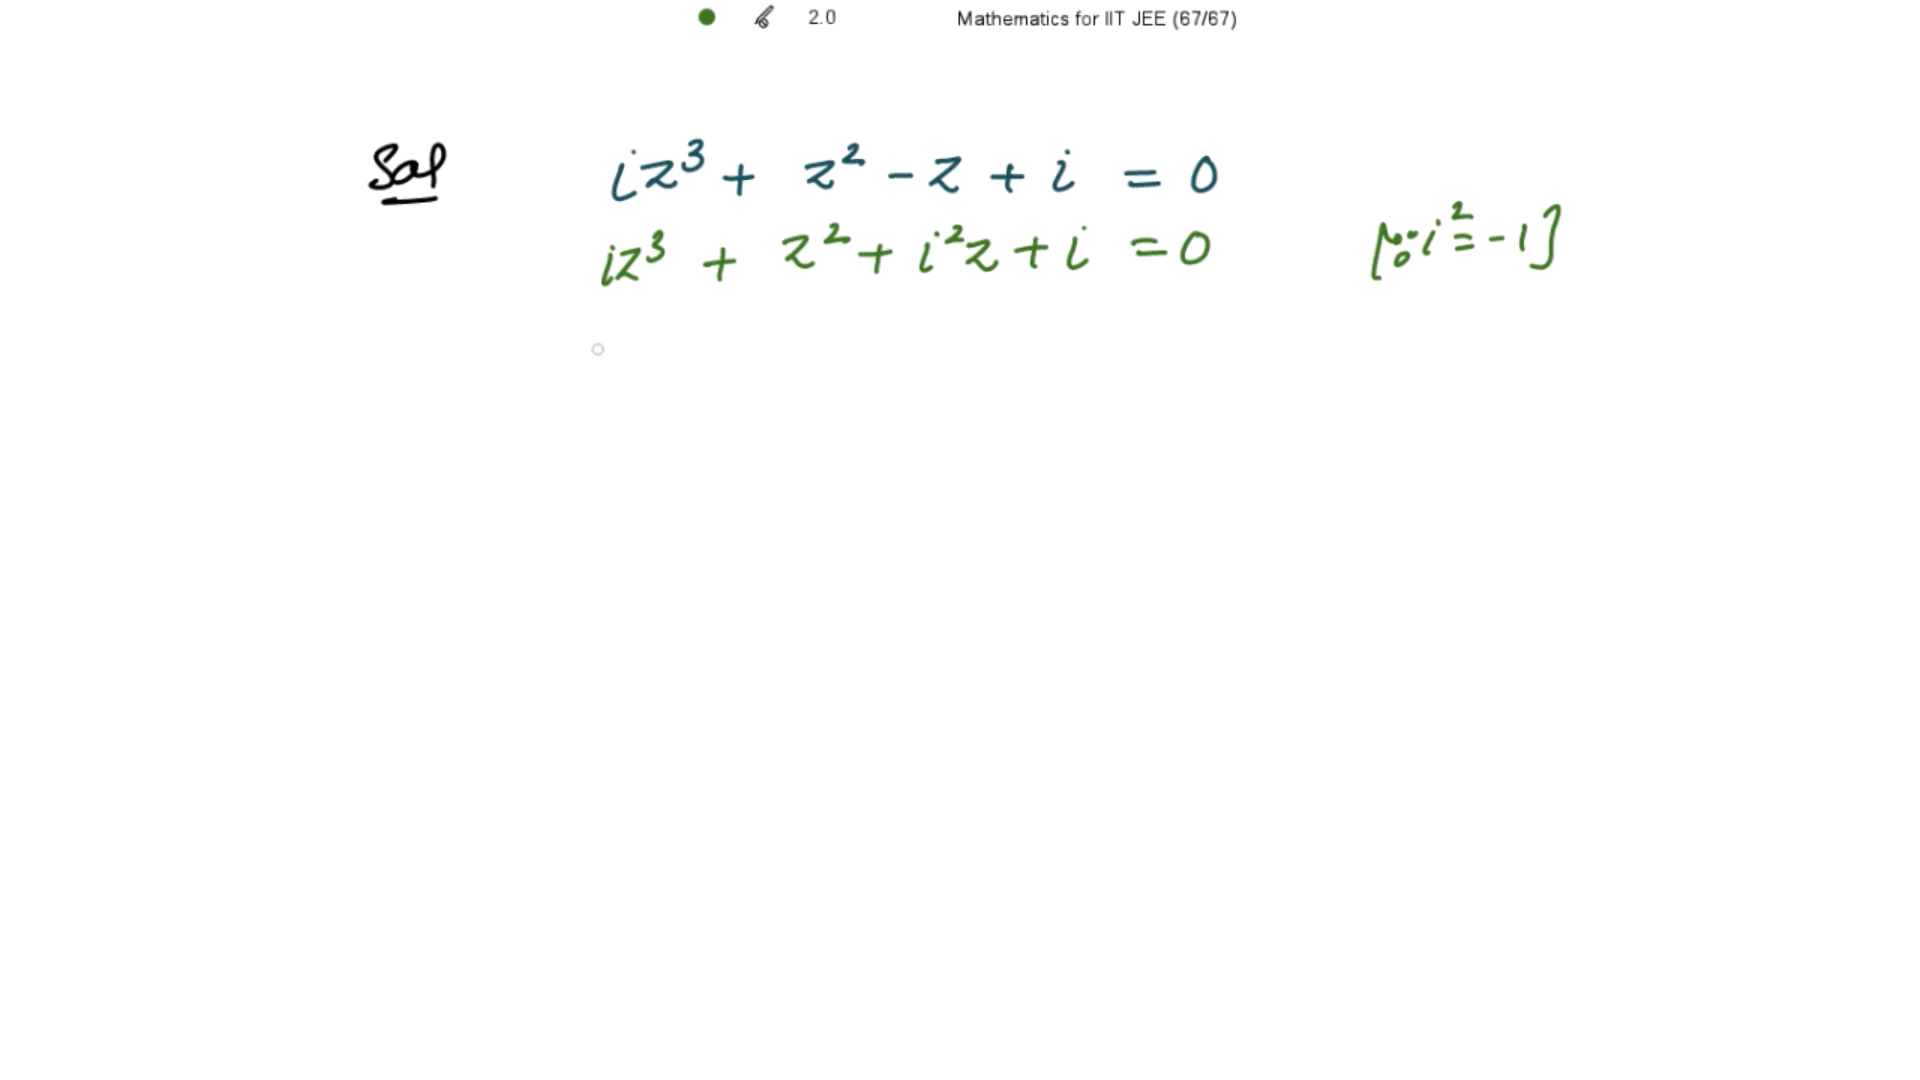 2.0 Mathematics for IIT JEE (67/67)
Sol iz³ + z² - z + i = 0
iz³ + z² + i²z + i = 0 [∵ i² = -1]